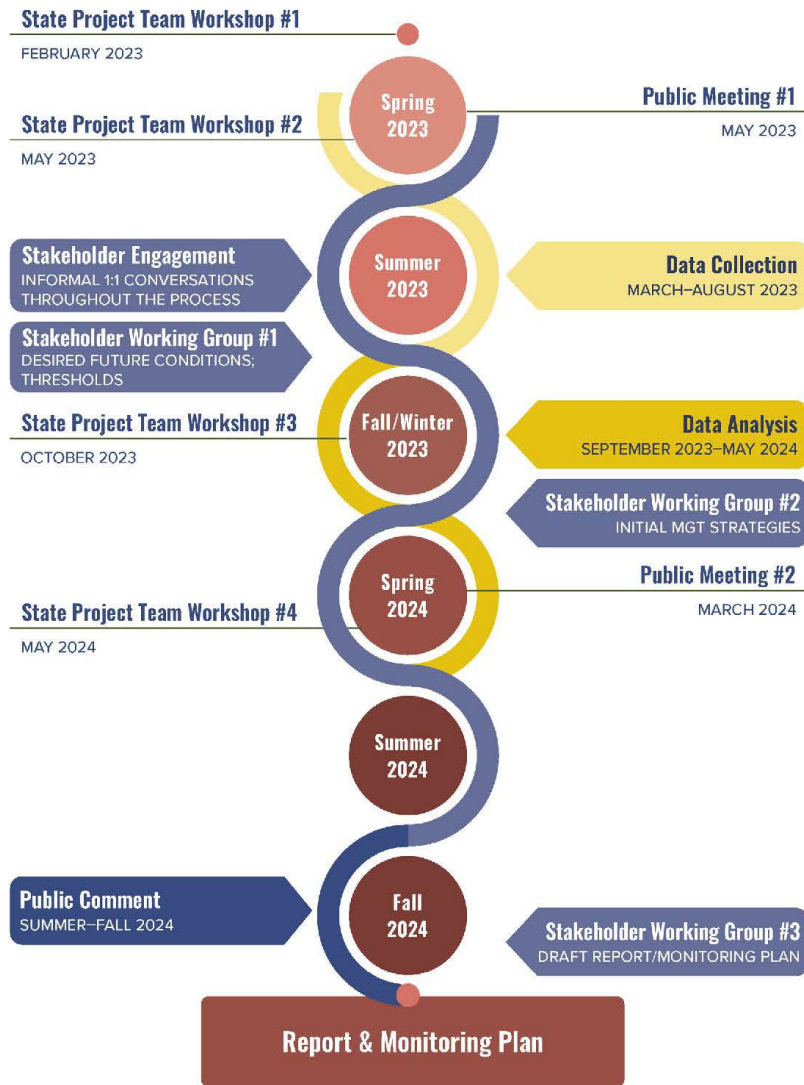 State Project Team Workshop #1
FEBRUARY 2023
Spring
2023
Public Meeting #1
MAY 2023
State Project Team Workshop #2
MAY 2023
Stakeholder Engagement
INFORMAL 1:1 CONVERSATIONS
THROUGHOUT THE PROCESS
Summer
2023
Data Collection
MARCH–AUGUST 2023
Stakeholder Working Group #1
DESIRED FUTURE CONDITIONS;
THRESHOLDS
State Project Team Workshop #3
OCTOBER 2023
Fall/Winter
2023
Data Analysis
SEPTEMBER 2023–MAY 2024
Stakeholder Working Group #2
INITIAL MGT STRATEGIES
Spring
2024
Public Meeting #2
MARCH 2024
State Project Team Workshop #4
MAY 2024
Summer
2024
Public Comment
SUMMER–FALL 2024
Fall
2024
Stakeholder Working Group #3
DRAFT REPORT/MONITORING PLAN
Report & Monitoring Plan